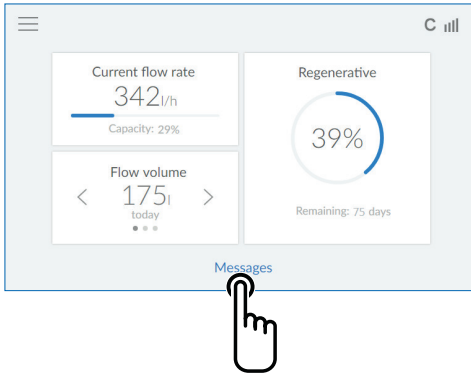 C
Current flow rate
342l/h
Capacity: 29%
Flow volume
< 175l >
today
Regenerative
39%
Remaining: 75 days
Messages